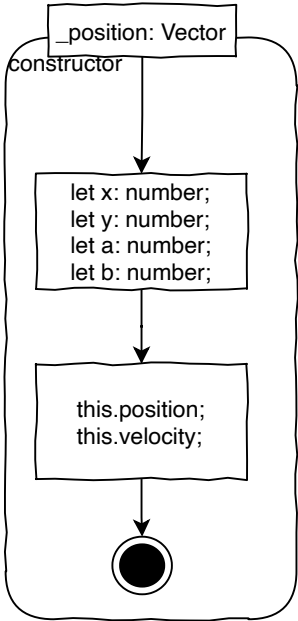 _position: Vector
constructor
let x: number;
let y: number;
let a: number;
let b: number;
this.position;
this.velocity;